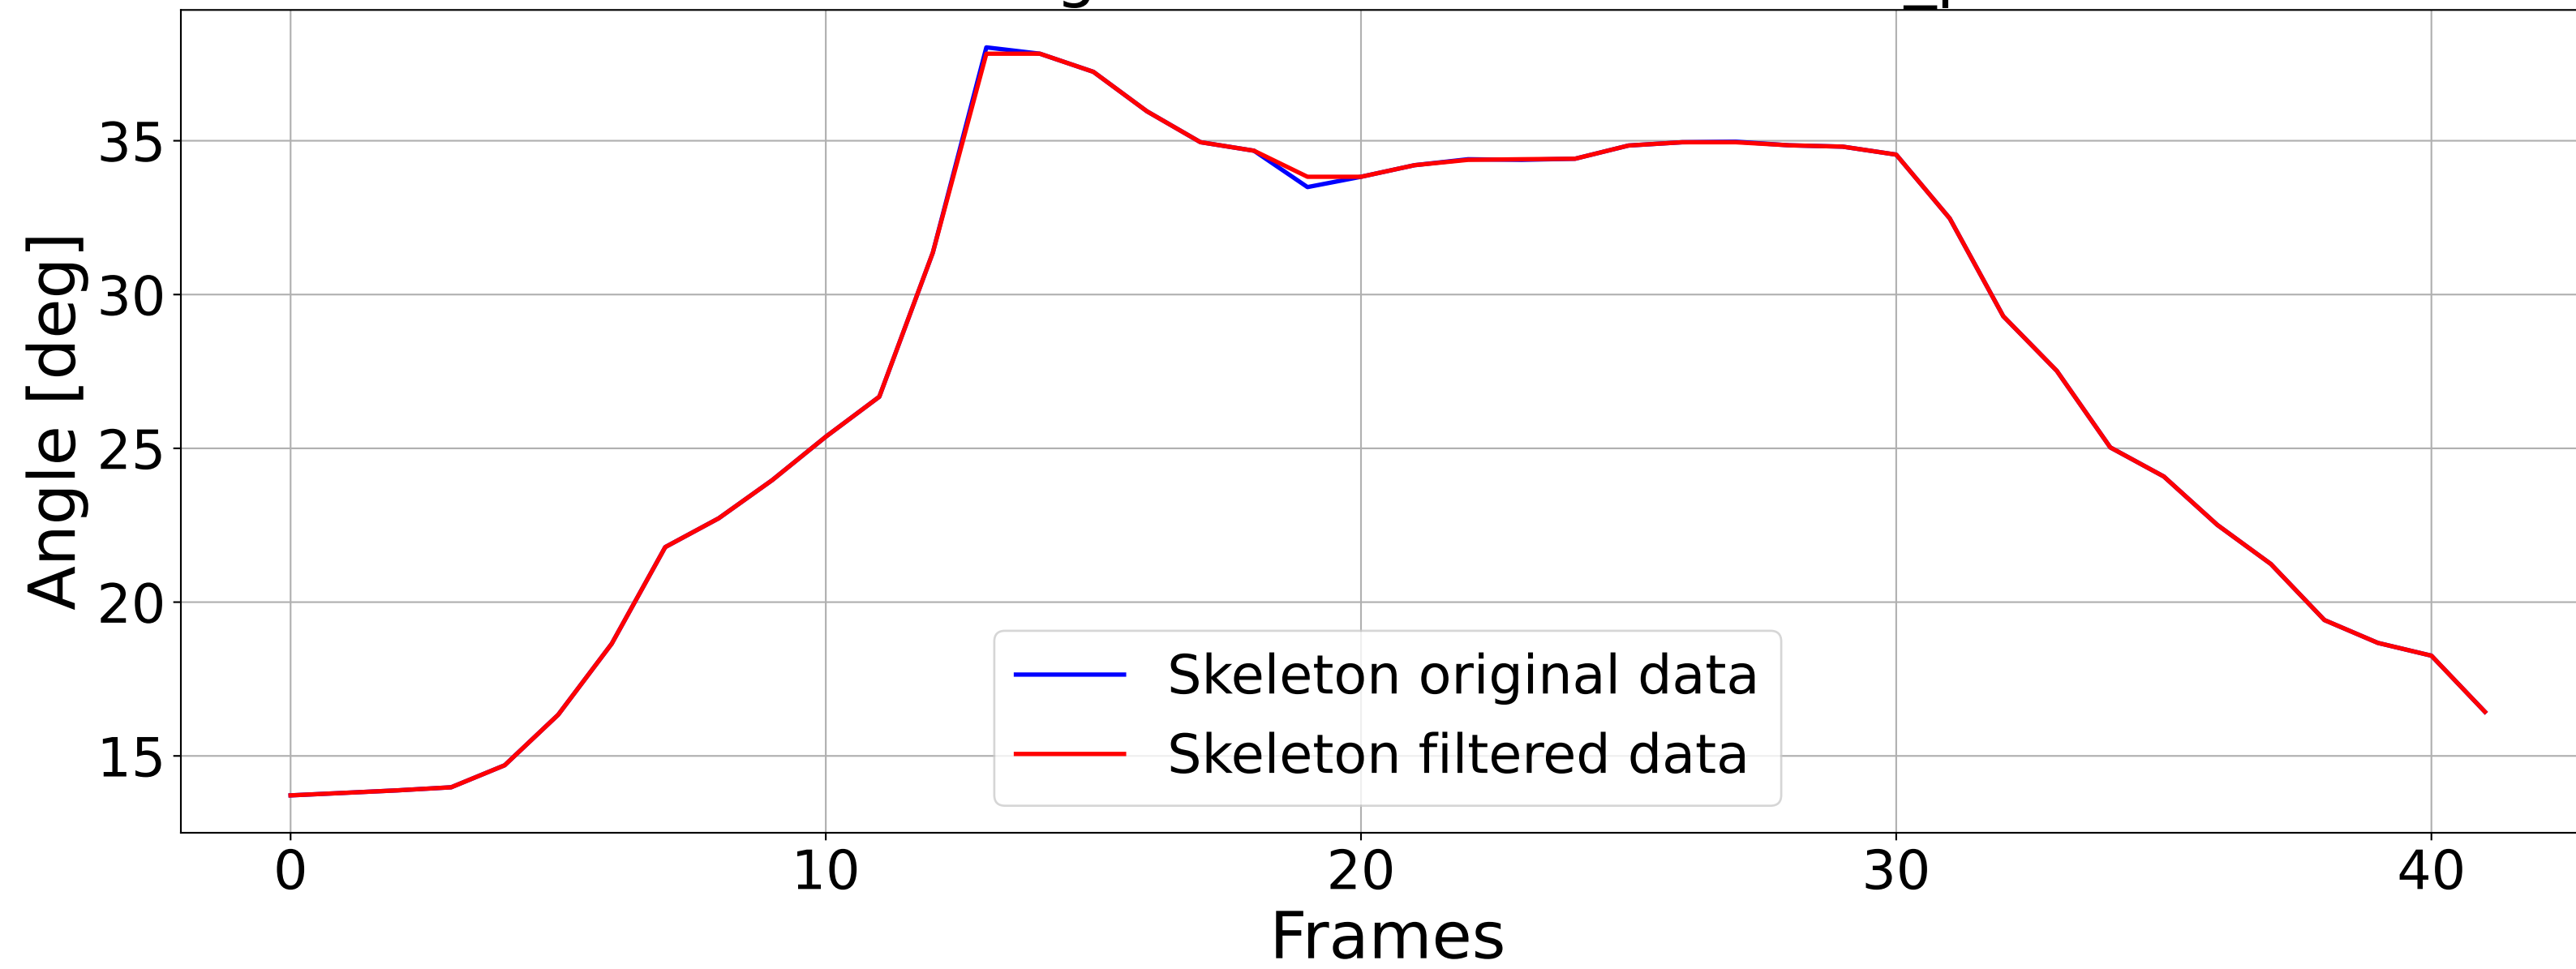 Angle [deg]
35
30
25
20
15
Skeleton original data
Skeleton filtered data
0 10 20 30 40
Frames